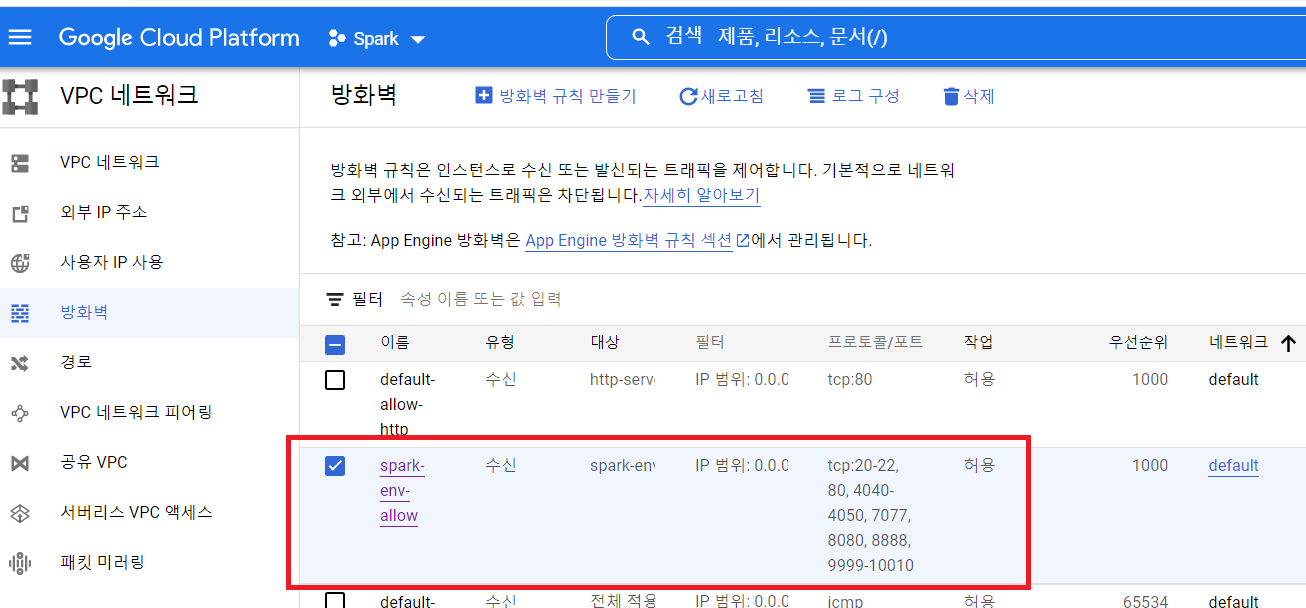 Google Cloud Platform Spark 검색 제품, 리소스, 문서(/)
VPC 네트워크
방화벽 방화벽 규칙 만들기 새로고침 로그 구성 삭제
VPC 네트워크
외부 IP 주소
사용자 IP 사용
방화벽
경로
VPC 네트워크 피어링
공유 VPC
서버리스 VPC 액세스
패킷 미러링
방화벽 규칙은 인스턴스로 수신 또는 발신되는 트래픽을 제어합니다. 기본적으로 네트워
크 외부에서 수신되는 트래픽은 차단됩니다.자세히 알아보기
참고: App Engine 방화벽은 App Engine 방화벽 규칙 섹션에서 관리됩니다.
필터 속성 이름 또는 값 입력
이름 유형 대상 필터 프로토콜/포트 작업 우선순위 네트워크
default- 수신 http-serv IP 범위: 0.0.0 tcp:80 허용 1000 default
allow-
http
spark- 수신 spark-env IP 범위: 0.0.0 tcp:20-22, 허용 1000 default
env- 80, 4040-
allow 4050, 7077,
8080, 8888,
9999-10010
default- 수신 전체 적용 IP 범위: 0.0.0 icmp 허용 65534 default